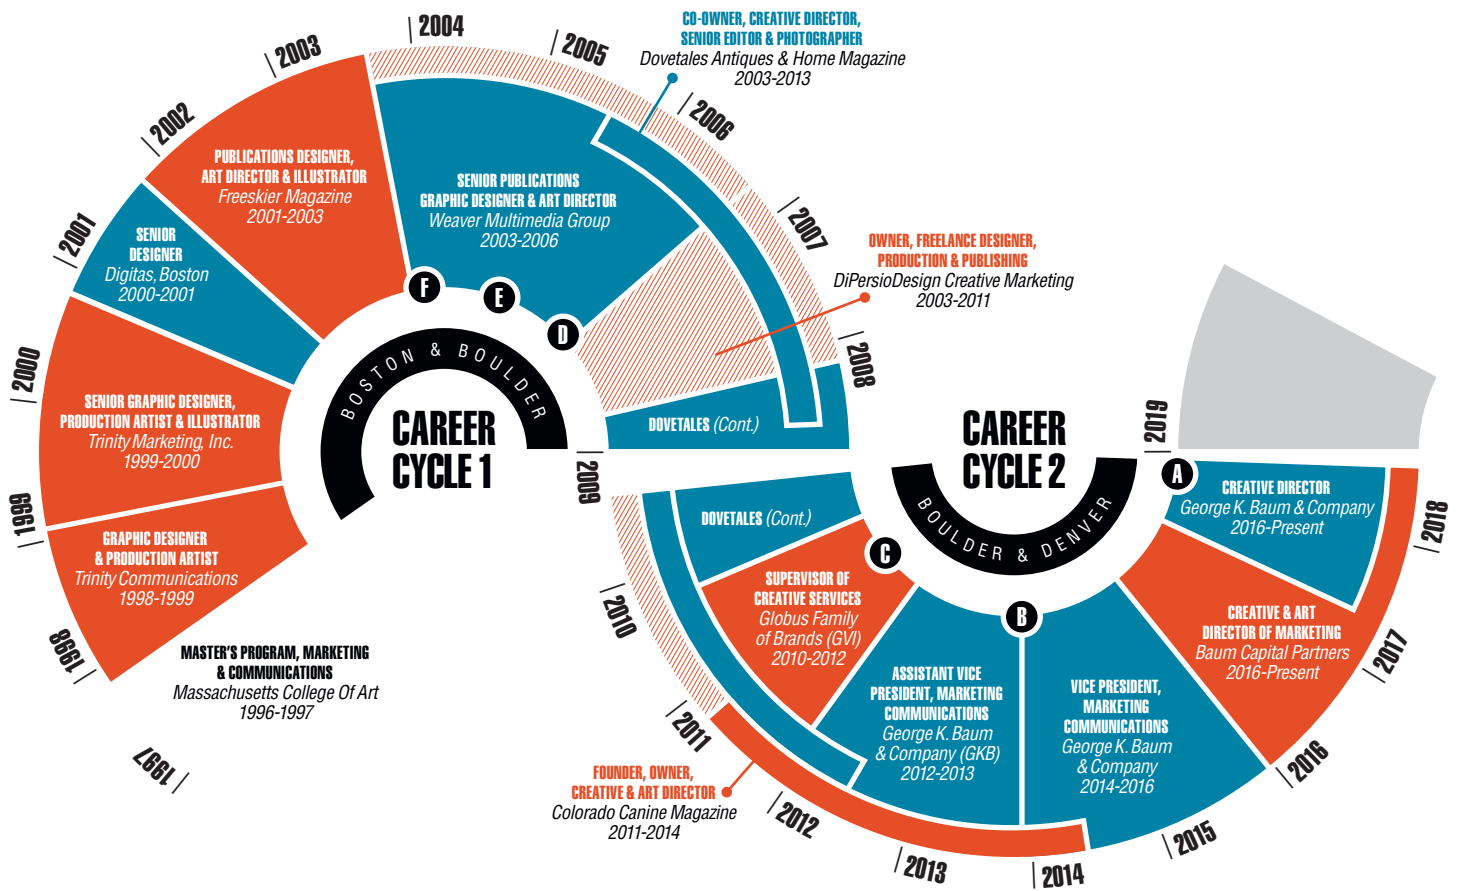 2004
2003
2005
CO-OWNER, CREATIVE DIRECTOR,
SENIOR EDITOR & PHOTOGRAPHER
Dovetales Antiques & Home Magazine
2003-2013
2002
2006
PUBLICATIONS DESIGNER,
ART DIRECTOR & ILLUSTRATOR
Freeskier Magazine
2001-2003
SENIOR PUBLICATIONS
GRAPHIC DESIGNER & ART DIRECTOR
Weaver Multimedia Group
2003-2006
2001
SENIOR
DESIGNER
Digitas, Boston
2000-2001
2007
OWNER, FREELANCE DESIGNER,
PRODUCTION & PUBLISHING
DiPersioDesign Creative Marketing
2003-2011
F
E
D
2000
2008
BOSTON & BOULDER
SENIOR GRAPHIC DESIGNER,
PRODUCTION ARTIST & ILLUSTRATOR
Trinity Marketing, Inc.
1999-2000
CAREER
CYCLE 1
DOVETALES (Cont.)
2009
1999
GRAPHIC DESIGNER
& PRODUCTION ARTIST
Trinity Communications
1998-1999
1998
MASTER'S PROGRAM, MARKETING
& COMMUNICATIONS
Massachusetts College Of Art
1996-1997
1997
CAREER
CYCLE 2
2019
A
BOULDER & DENVER
CREATIVE DIRECTOR
George K. Baum & Company
2016-Present
2018
DOVETALES (Cont.)
C
B
2010
SUPERVISOR OF
CREATIVE SERVICES
Globus Family
of Brands (GVI)
2010-2012
CREATIVE & ART
DIRECTOR OF MARKETING
Baum Capital Partners
2016-Present
2017
ASSISTANT VICE
PRESIDENT, MARKETING
COMMUNICATIONS
George K. Baum
& Company (GKB)
2012-2013
VICE PRESIDENT,
MARKETING
COMMUNICATIONS
George K. Baum
& Company
2014-2016
2011
2016
FOUNDER, OWNER,
CREATIVE & ART DIRECTOR
Colorado Canine Magazine
2011-2014
2012
2015
2013
2014